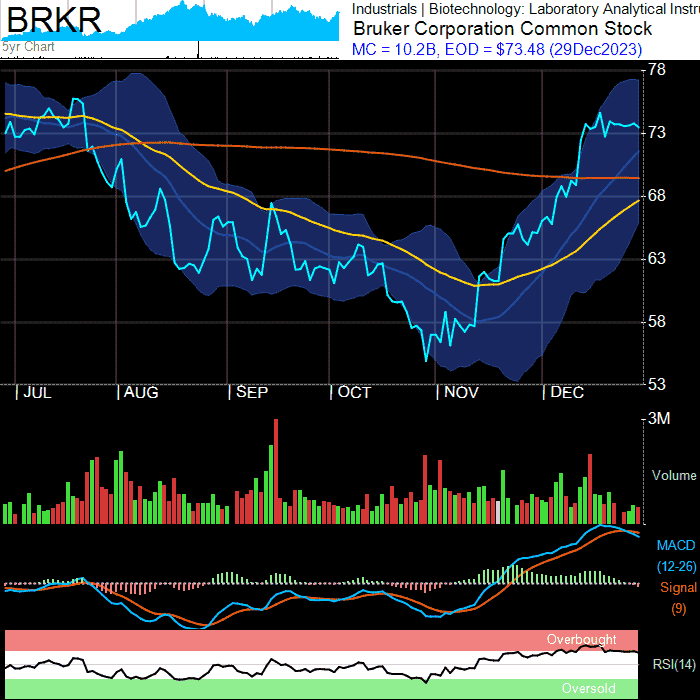 BRKR
5yr Chart
Industrials | Biotechnology: Laboratory Analytical Instru
Bruker Corporation Common Stock
MC = 10.2B, EOD = $73.48 (29Dec2023)
78
73
68
63
58
53
JUL
AUG
SEP
OCT
NOV
DEC
3M
Volume
MACD
(12-26)
Signal
(9)
Overbought
RSI(14)
Oversold